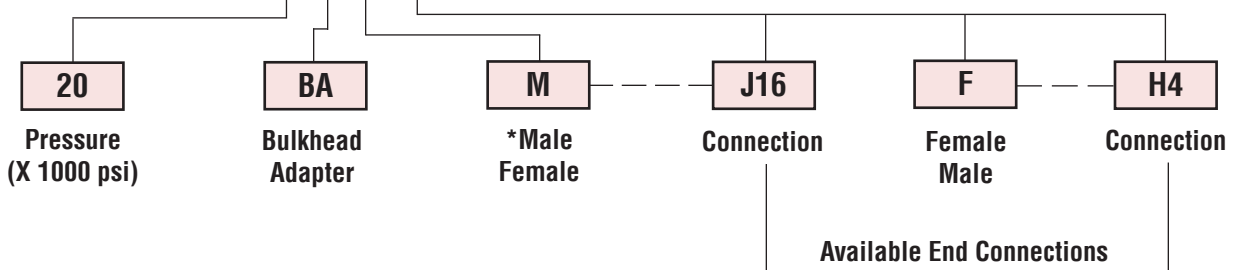 20
BA
M
J16
F
H4
Pressure
(X 1000 psi)
Bulkhead
Adapter
*Male
Female
Connection
Female
Male
Connection
Available End Connections